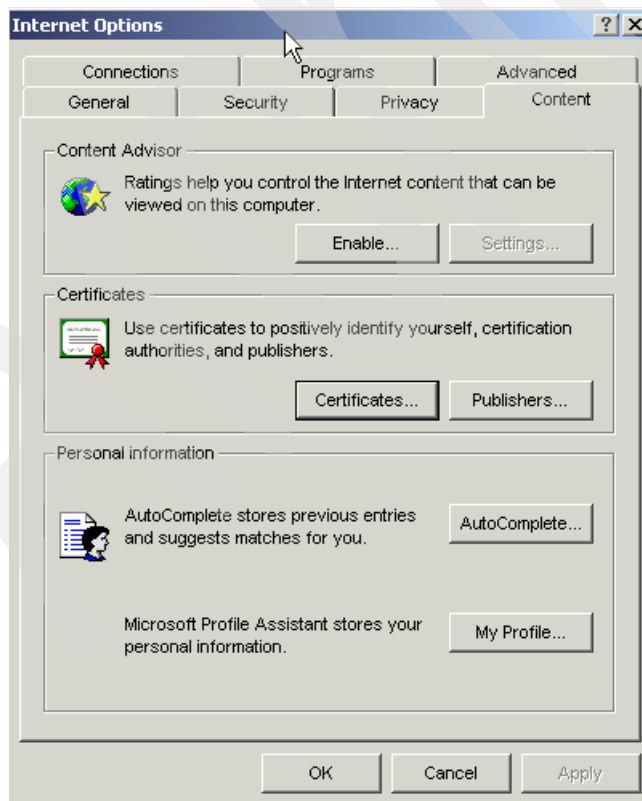 Internet Options
Connections Programs Advanced
General Security Privacy Content
Content Advisor
Ratings help you control the Internet content that can be
viewed on this computer.
Enable... Settings...
Certificates
Use certificates to positively identify yourself, certification
authorities, and publishers.
Certificates... Publishers...
Personal information
AutoComplete stores previous entries
and suggests matches for you.
AutoComplete...
Microsoft Profile Assistant stores your
personal information.
My Profile...
OK Cancel Apply